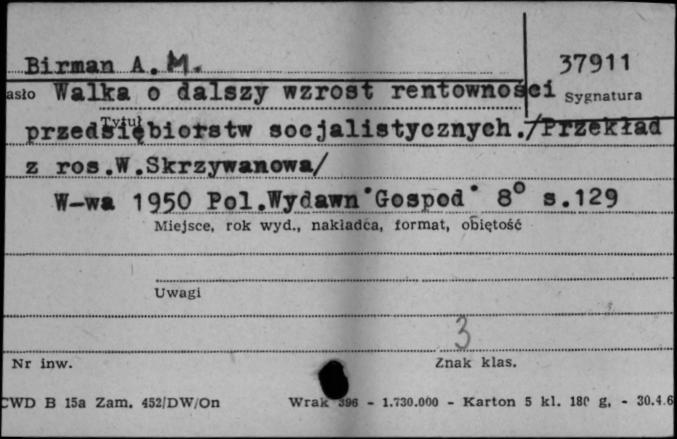 Birman A. M.
37911
asło Walka o dalszy wzrost rentowności
Sygnatura
Tytuł
przedsiębiorstw socjalistycznych./Przekład
z ros.W.Skrzywanowa/
W-wa 1950 Pol.Wydawn"Gospod" 8° s.129
Miejsce, rok wyd., nakładca, format, objętość
Uwagi
3
Nr inw.
Znak klas.
CWD B 15a Zam. 452/DW/On
Wrak 396 - 1.730.000 - Karton 5 kl. 180 g. - 30.4.6